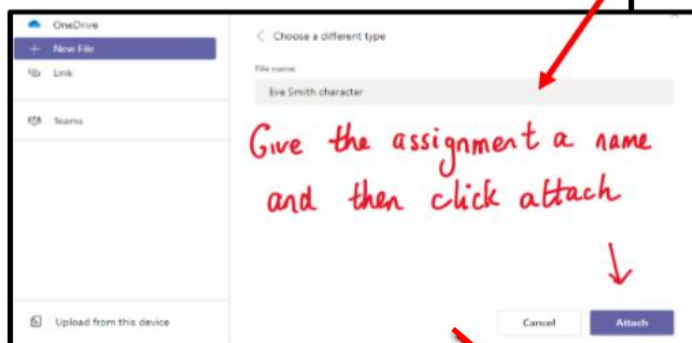 OneDrive
Choose a different type
New File
File name
Link
Eve Smith character
Teams
Give the assignment a name
and then click attach
Upload from this device
Cancel
Attach